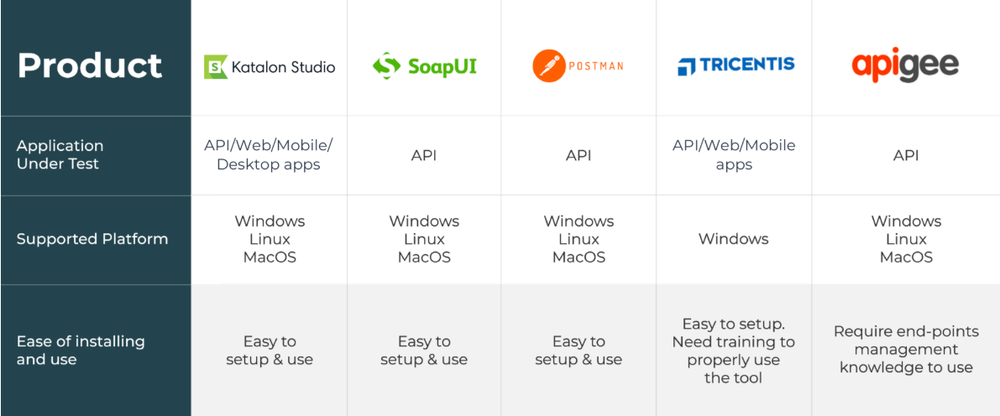 Product
Katalon Studio
SoapUI
POSTMAN
TRICENTIS
apigee
Application
Under Test
API/Web/Mobile/
Desktop apps
API
API
API/Web/Mobile
apps
API
Supported Platform
Windows
Linux
MacOS
Windows
Linux
MacOS
Windows
Linux
MacOS
Windows
Windows
Linux
MacOS
Ease of installing
and use
Easy to
setup & use
Easy to
setup & use
Easy to
setup & use
Easy to setup.
Need training to
properly use
the tool
Require end-points
management
knowledge to use